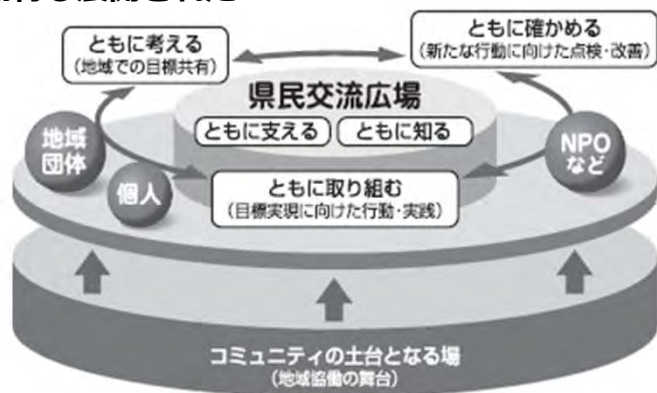 ともに考える
(地域での目標共有)
ともに確かめる
(新たな行動に向けた点検・改善)
県民交流広場
ともに支える
ともに知る
地域
団体
個人
NPO
など
ともに取り組む
(目標実現に向けた行動・実践)
コミュニティの土台となる場
(地域協働の舞台)